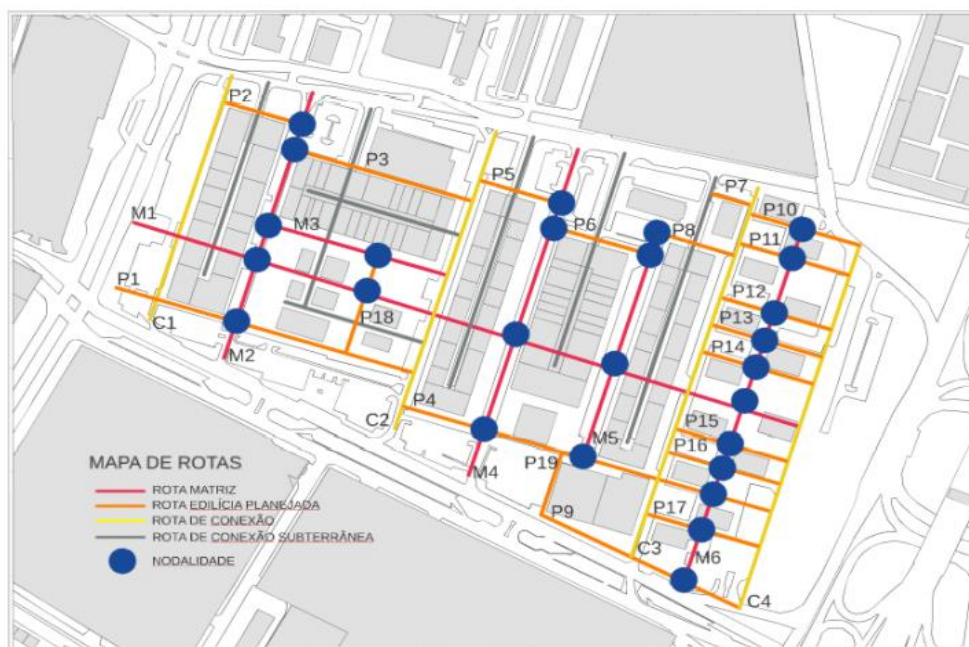 P2
P3
P5
P7
P10
M1
M3
P6
P8
P11
P1
P12
P18
P13
C1
P14
M2
P4
C2
P15
M5
P16
P19
M4
P9
P17
C3
M6
C4
MAPA DE ROTAS
ROTA MATRIZ
ROTA EDILÍCIA PLANEJADA
ROTA DE CONEXÃO
ROTA DE CONEXÃO SUBTERRÂNEA
NODALIDADE